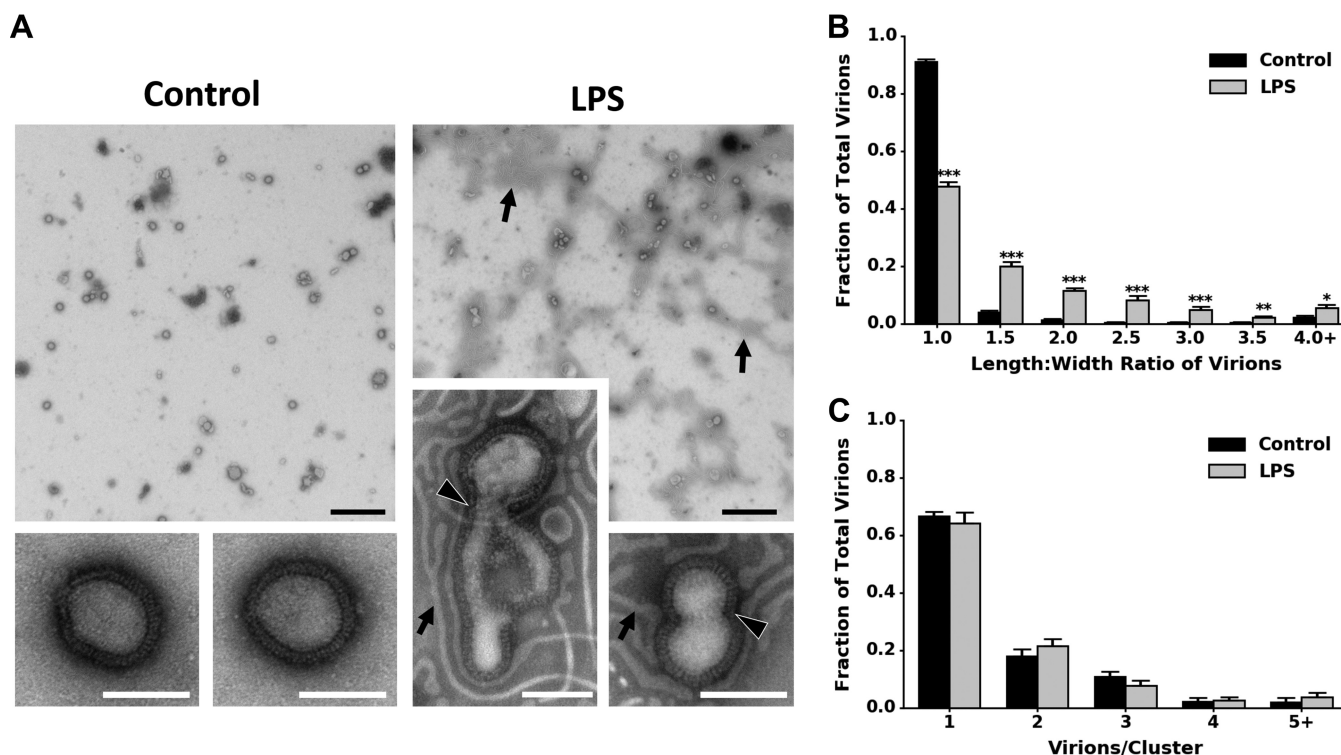 A
Control
LPS
B
1.0
0.8
0.6
0.4
0.2
0.0
Fraction of Total Virions
Control
LPS
***
***
***
***
***
**
*
1.0 1.5 2.0 2.5 3.0 3.5 4.0+
Length:Width Ratio of Virions
C
1.0
0.8
0.6
0.4
0.2
0.0
Fraction of Total Virions
Control
LPS
1 2 3 4 5+
Virions/Cluster